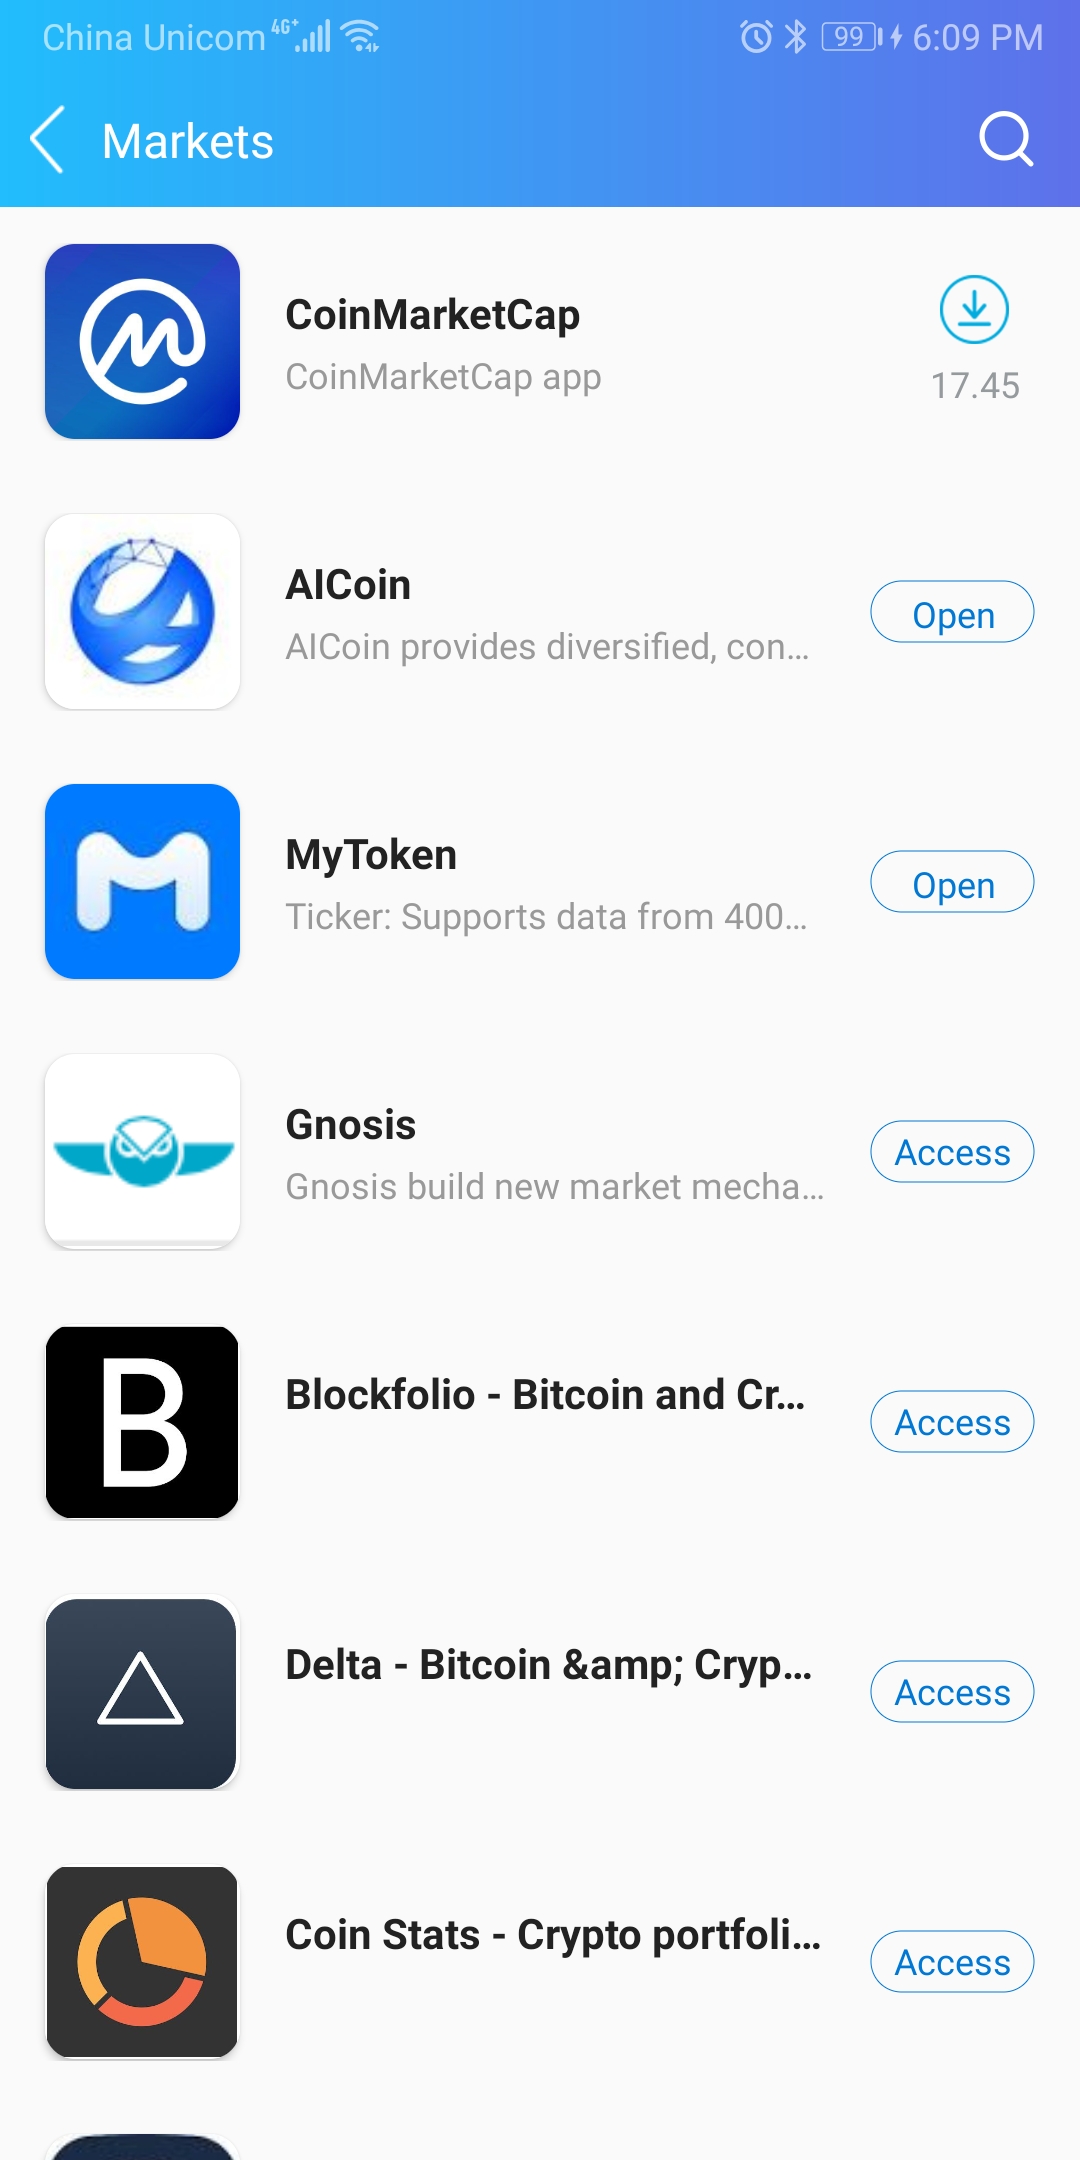 China Unicom 4G+ 99 6:09 PM
Markets
CoinMarketCap
CoinMarketCap app
17.45
AICoin
AICoin provides diversified, con...
Open
MyToken
Ticker: Supports data from 400...
Open
Gnosis
Gnosis build new market mecha...
Access
B
Blockfolio - Bitcoin and Cr...
Access
Delta - Bitcoin &amp; Cryp...
Access
Coin Stats - Crypto portfoli...
Access